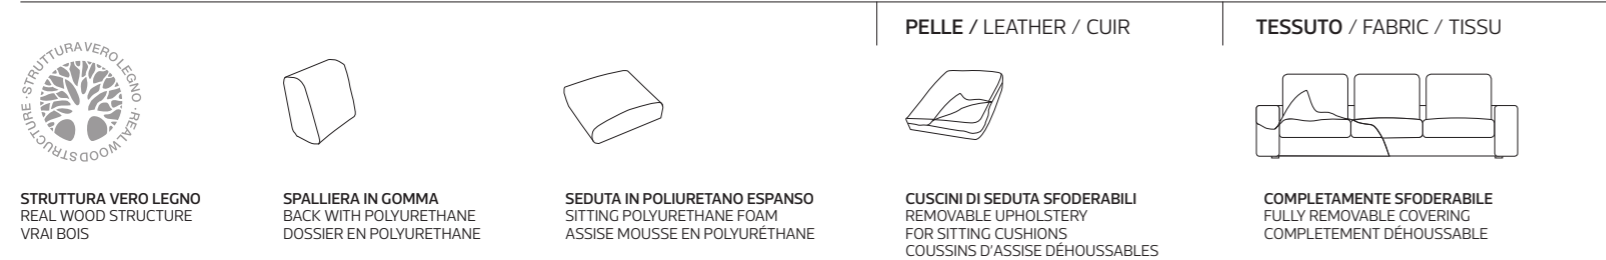 PELLE / LEATHER / CUIR
TESSUTO / FABRIC / TISSU
STRUTTURA VERO LEGNO · REAL WOOD STRUCTURE ·
STRUTTURA VERO LEGNO
REAL WOOD STRUCTURE
VRAI BOIS
SPALLIERA IN GOMMA
BACK WITH POLYURETHANE
DOSSIER EN POLYURETHANE
SEDUTA IN POLIURETANO ESPANSO
SITTING POLYURETHANE FOAM
ASSISE MOUSSE EN POLYURÉTHANE
CUSCINI DI SEDUTA SFODERABILI
REMOVABLE UPHOLSTERY
FOR SITTING CUSHIONS
COUSSINS D'ASSISE DÉHOUSSABLES
COMPLETAMENTE SFODERABILE
FULLY REMOVABLE COVERING
COMPLETEMENT DÉHOUSSABLE